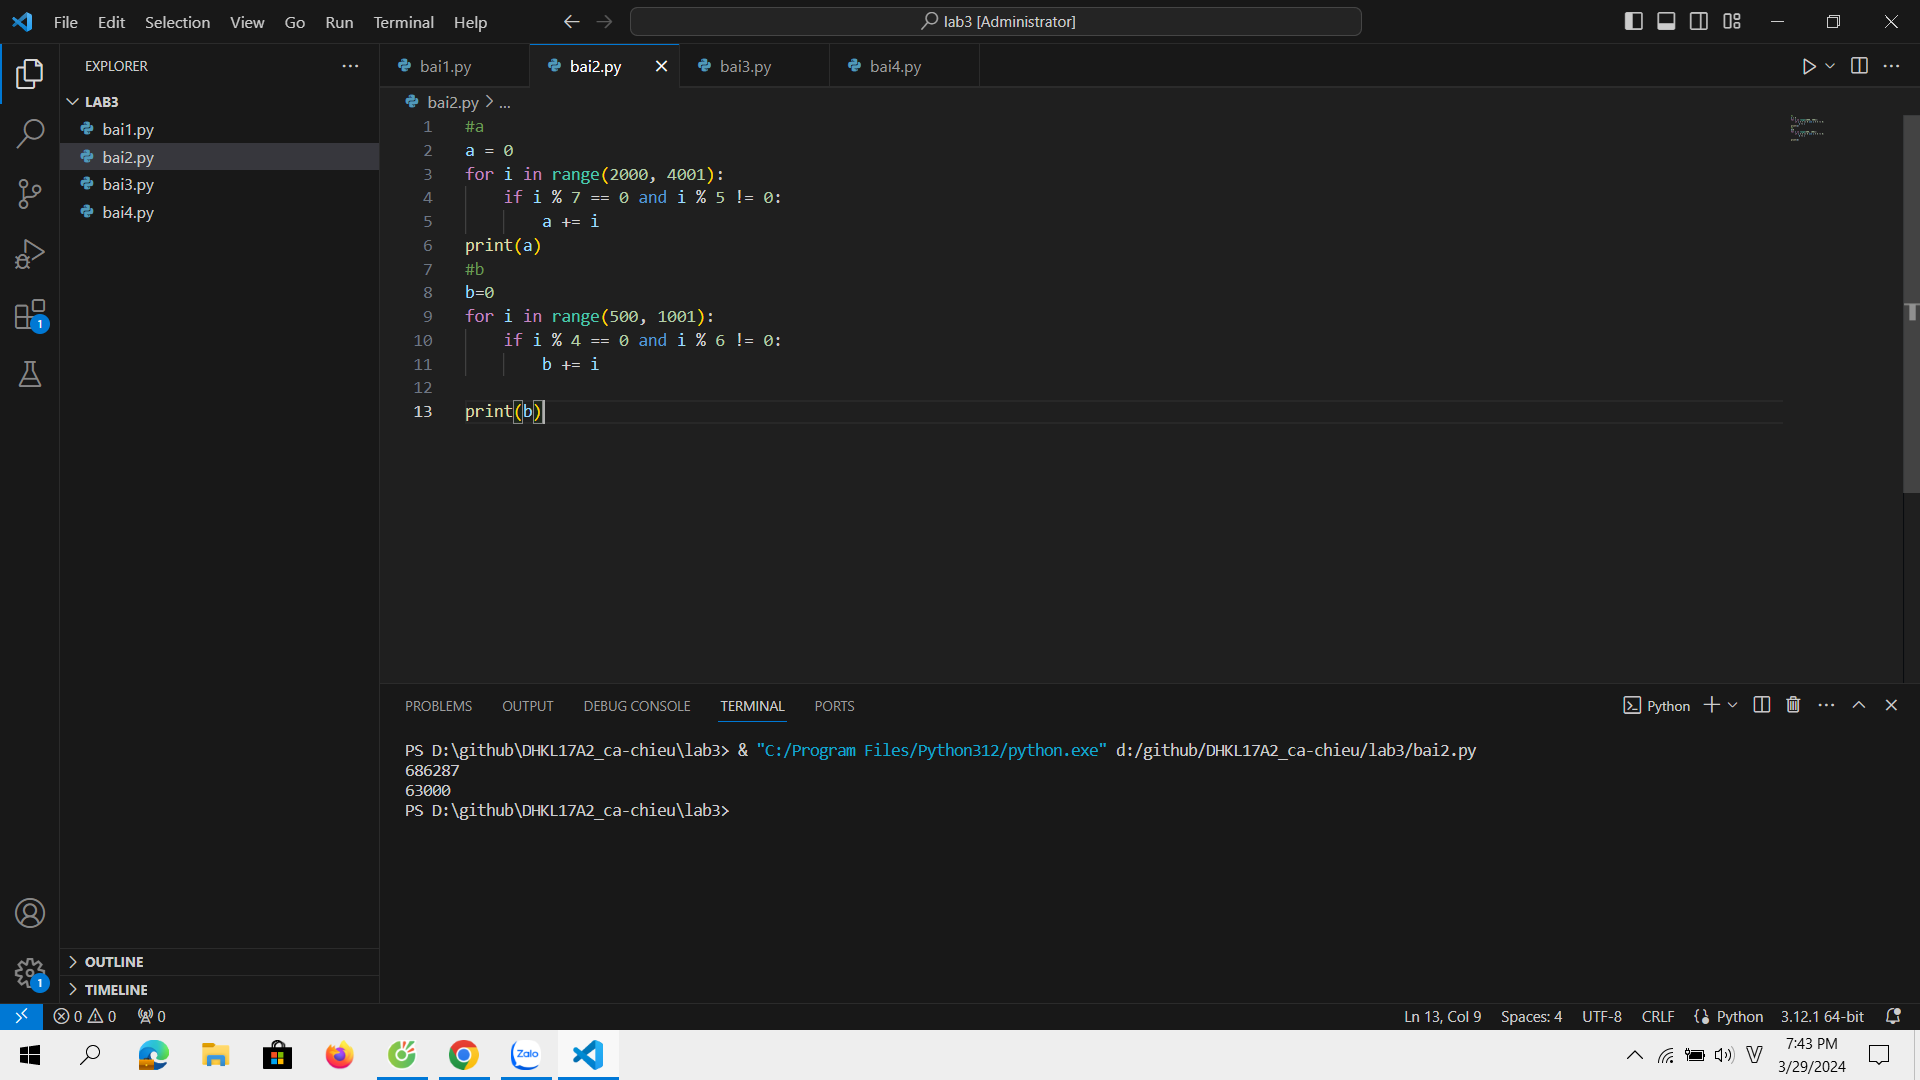 File Edit Selection View Go Run Terminal Help
lab3 [Administrator]
EXPLORER
LAB3
bai1.py
bai2.py
bai3.py
bai4.py
OUTLINE
TIMELINE
bai1.py
bai2.py
bai3.py
bai4.py
bai2.py > ...
1 #a
2 a = 0
3 for i in range(2000, 4001):
4 if i % 7 == 0 and i % 5 != 0:
5 a += i
6 print(a)
7 #b
8 b=0
9 for i in range(500, 1001):
10 if i % 4 == 0 and i % 6 != 0:
11 b += i
12
13 print(b)
PROBLEMS OUTPUT DEBUG CONSOLE TERMINAL PORTS
Python
PS D:\github\DHKL17A2_ca-chieu\lab3> & "C:/Program Files/Python312/python.exe" d:/github/DHKL17A2_ca-chieu/lab3/bai2.py
686287
63000
PS D:\github\DHKL17A2_ca-chieu\lab3>
1
1
0 0 0
Ln 13, Col 9 Spaces: 4 UTF-8 CRLF Python 3.12.1 64-bit
Zalo
V
7:43 PM
3/29/2024